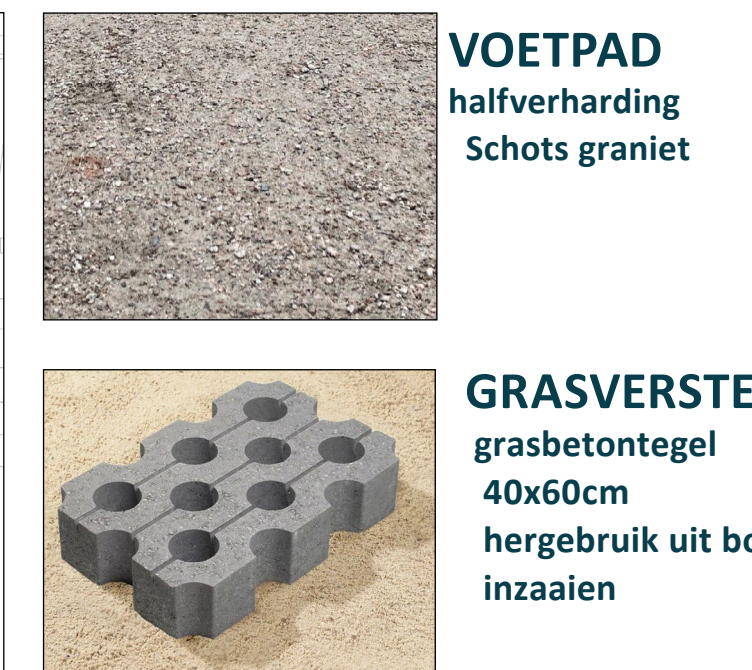 VOETPAD
halfverharding
Schots graniet
GRASVERSTE
grasbetontegel
40x60cm
hergebruik uit bo
inzaaien